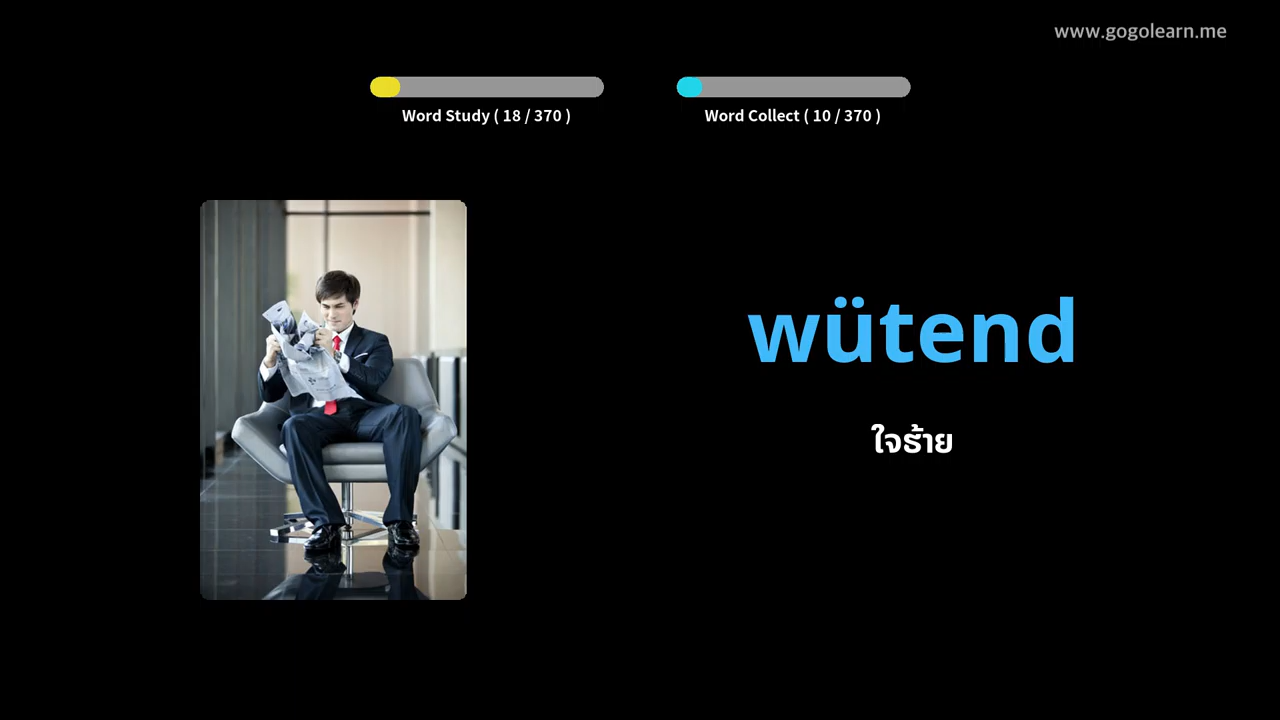 www.gogolearn.me
Word Study ( 18 / 370 )
Word Collect ( 10 / 370 )
wütend
ใจร้าย